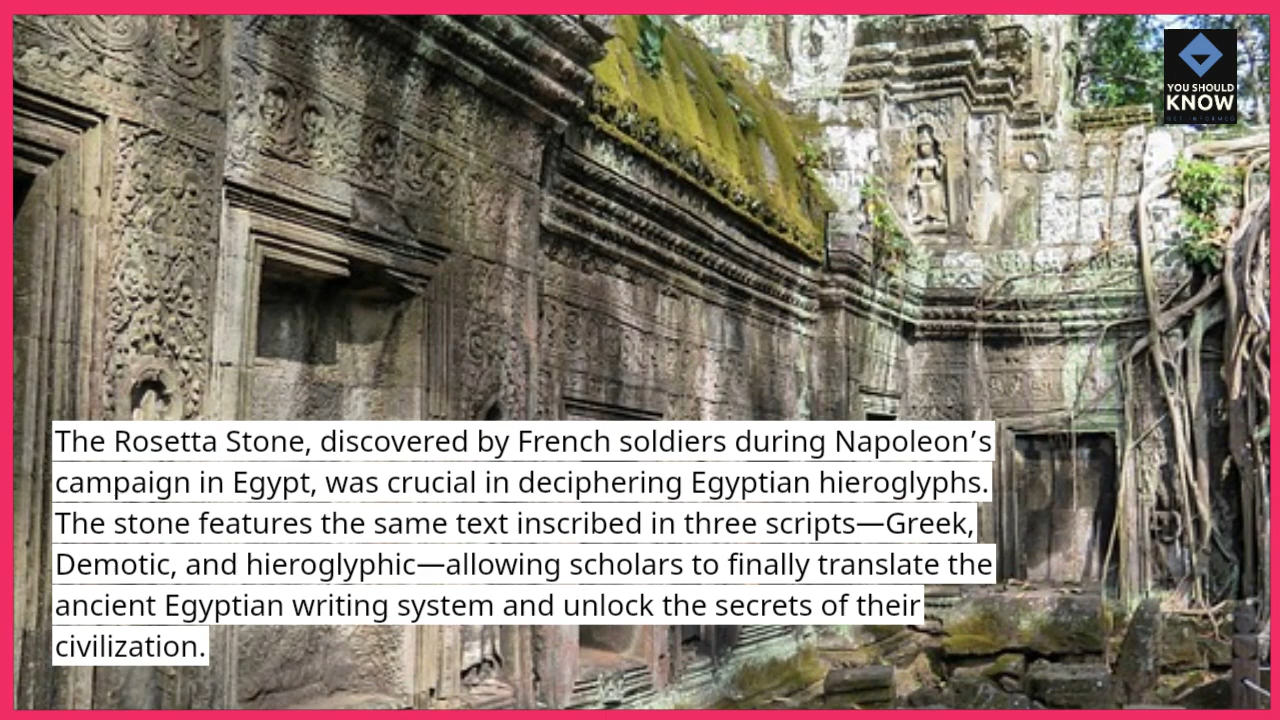 YOU SHOULD
KNOW
GET INFORMED
The Rosetta Stone, discovered by French soldiers during Napoleon’s
campaign in Egypt, was crucial in deciphering Egyptian hieroglyphs.
The stone features the same text inscribed in three scripts—Greek,
Demotic, and hieroglyphic—allowing scholars to finally translate the
ancient Egyptian writing system and unlock the secrets of their
civilization.